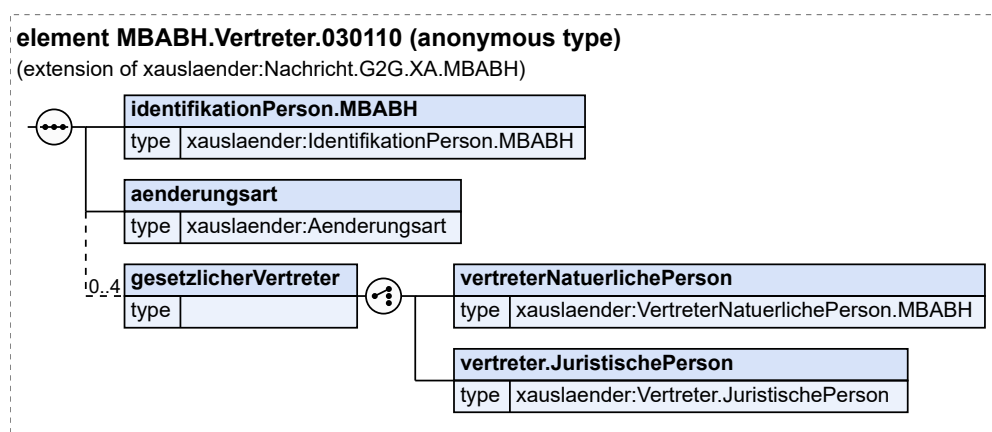 element MBABH.Vertreter.030110 (anonymous type)
(extension of xauslaender:Nachricht.G2G.XA.MBABH)
identifikationPerson.MBABH
type xauslaender:IdentifikationPerson.MBABH
aenderungsart
type xauslaender:Aenderungsart
0..4
gesetzlicherVertreter
type
vertreterNatuerlichePerson
type xauslaender:VertreterNatuerlichePerson.MBABH
vertreter.JuristischePerson
type xauslaender:Vertreter.JuristischePerson